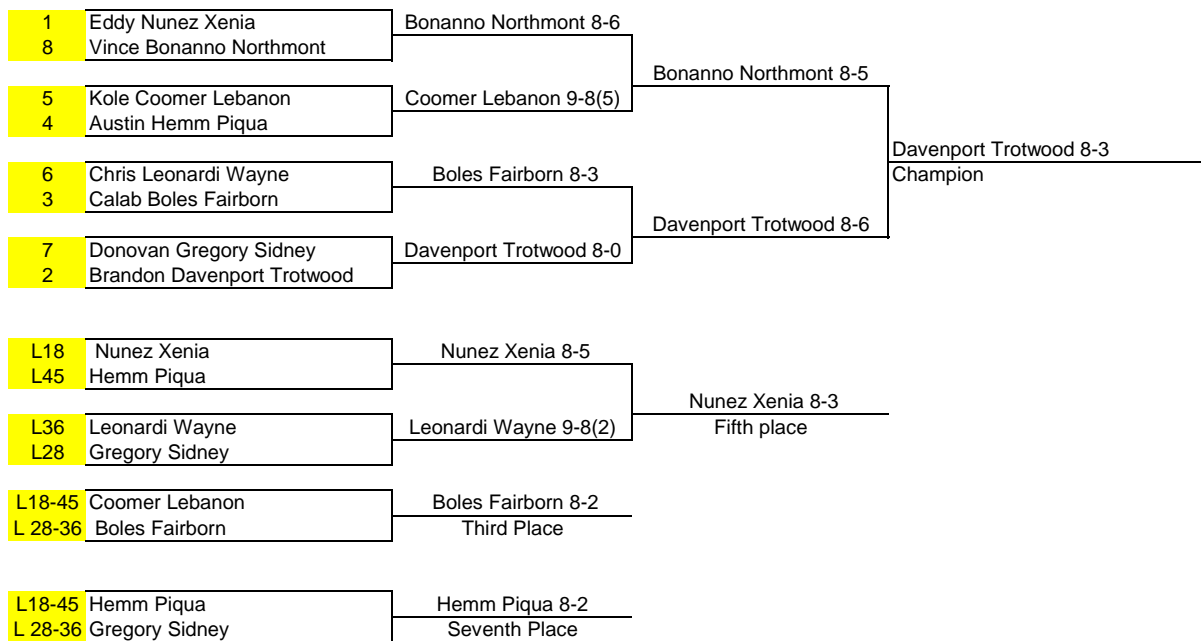 1 Eddy Nunez Xenia Bonanno Northmont 8-6
8 Vince Bonanno Northmont
Bonanno Northmont 8-5
5 Kole Coomer Lebanon Coomer Lebanon 9-8(5)
4 Austin Hemm Piqua
Davenport Trotwood 8-3
6 Chris Leonardi Wayne Boles Fairborn 8-3 Champion
3 Calab Boles Fairborn
Davenport Trotwood 8-6
7 Donovan Gregory Sidney Davenport Trotwood 8-0
2 Brandon Davenport Trotwood
L18 Nunez Xenia Nunez Xenia 8-5
L45 Hemm Piqua
Nunez Xenia 8-3
L36 Leonardi Wayne Leonardi Wayne 9-8(2) Fifth place
L28 Gregory Sidney
L18-45 Coomer Lebanon Boles Fairborn 8-2
L 28-36 Boles Fairborn Third Place
L18-45 Hemm Piqua Hemm Piqua 8-2
L 28-36 Gregory Sidney Seventh Place